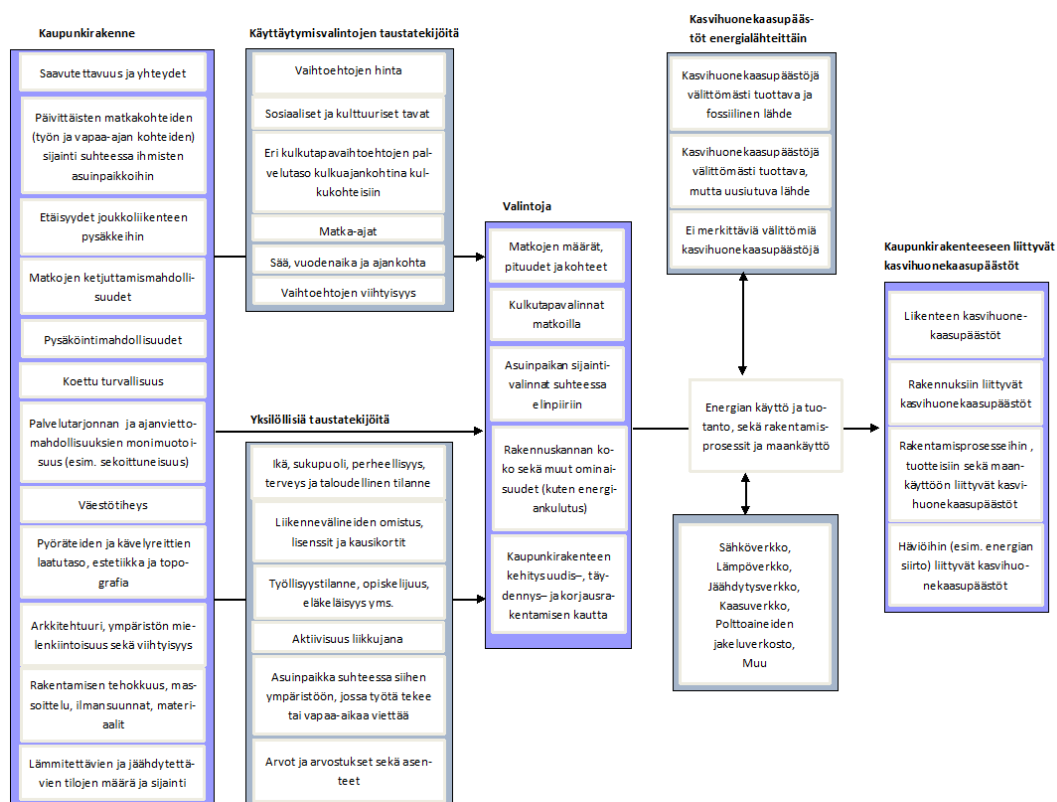 Kaupunkirakenne
Saavutettavuus ja yhteydet
Päivittäisten matkakohteiden
(työn ja vapaa-ajan kohteiden)
sijainti suhteessa ihmisten
asuinpaikkoihin
Etäisyydet joukkoliikenteen
pysäkkeihin
Matkojen ketjuttamismahdolli-
suudet
Pysäköintimahdollisuudet
Koettu turvallisuus
Palvelutarjonnan ja ajanvietto-
mahdollisuuksien monimuotoi-
suus (esim. sekoittuneisuus)
Väestötiheys
Pyöräteiden ja kävelyreittien
laatutaso, estetiikka ja topo-
grafia
Arkkitehtuuri, ympäristön mie-
lenkiintoisuus sekä viihtyisyys
Rakentamisen tehokkuus, mas-
soittelu, ilmansuunnat, materi-
aalit
Lämmitettävien ja jäähdytettä-
vien tilojen määrä ja sijainti
Käyttäytymisvalintojen taustatekijöitä
Vaihtoehtojen hinta
Sosiaaliset ja kulttuuriset tavat
Eri kulkutapavaihtoehtojen pal-
velutaso kulkuajankohtina kul-
kukohteisiin
Matka-ajat
Sää, vuodenaika ja ajankohta
Vaihtoehtojen viihtyisyys
Yksilöllisiä taustatekijöitä
Ikä, sukupuoli, perheellisyys,
terveys ja taloudellinen tilanne
Liikennevälineiden omistus,
lisenssit ja kausikortit
Työllisyystilanne, opiskelijuus,
eläkeläisyys yms.
Aktiivisuus liikkujana
Asuinpaikka suhteessa siihen
ympäristöön, jossa työtä tekee
tai vapaa-aikaa viettää
Arvot ja arvostukset sekä asen-
teet
Valintoja
Matkojen määrät,
pituudet ja kohteet
Kulkutapavalinnat
matkoilla
Asuinpaikan sijainti-
valinnat suhteessa
elinpiiriin
Rakennuskannan ko-
ko sekä muut ominai-
suudet (kuten energi-
ankulutus)
Kaupunkirakenteen
kehitys uudis–, täy-
dennys– ja korjausra-
kentamisen kautta
Kasvihuonekaasupääs-
töt energialähteittäin
Kasvihuonekaasupäästöjä
välittömästi tuottava ja
fossiilinen lähde
Kasvihuonekaasupäästöjä
välittömästi tuottava,
mutta uusiutuva lähde
Ei merkittäviä välittömiä
kasvihuonekaasupäästöjä
Energian käyttö ja tuo-
tanto, sekä rakentamis-
prosessit ja maankäyttö
Sähköverkko,
Lämpöverkko,
Jäähdytysverkko,
Kaasuverkko,
Polttoaineiden
jakeluverkosto,
Muu
Kaupunkirakenteeseen liittyvät
kasvihuonekaasupäästöt
Liikenteen kasvihuone-
kaasupäästöt
Rakennuksiin liittyvät
kasvihuonekaasupäästöt
Rakentamisprosesseihin ,
tuotteisiin sekä maan-
käyttöön liittyvät kasvi-
huonekaasupäästöt
Häviöihin (esim. energian
siirto) liittyvät kasvihuo-
nekaasupäästöt